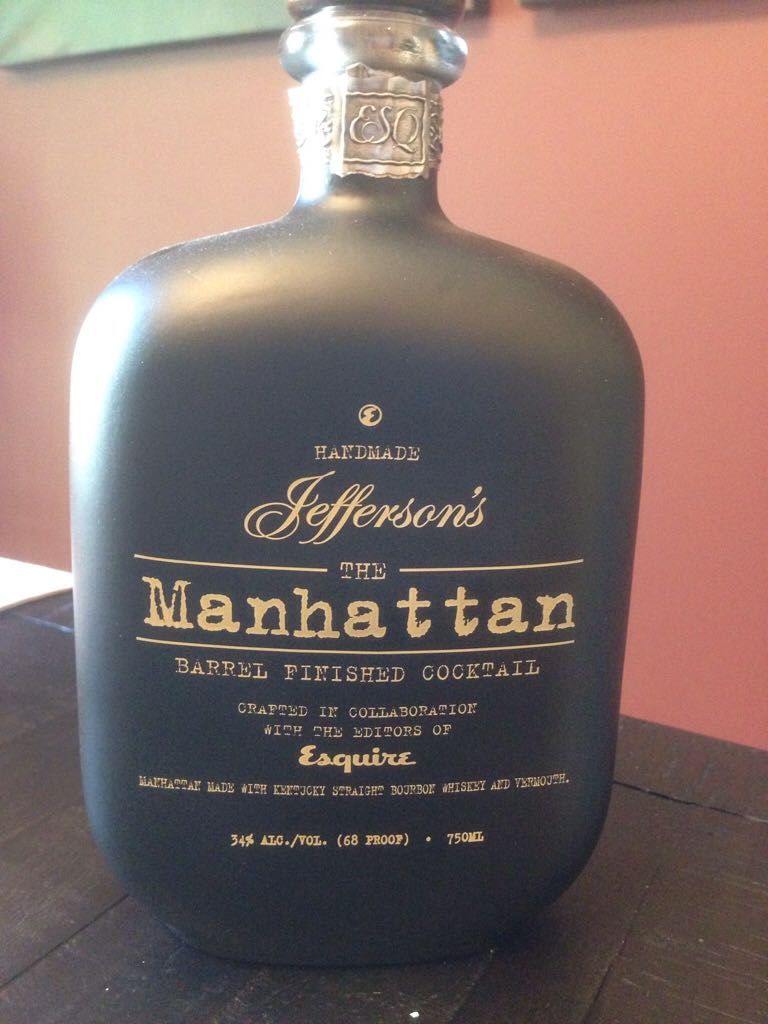 ESQ
E
HANDMADE
Jefferson's
THE
Manhattan
BARREL FINISHED COCKTAIL
CRAFTED IN COLLABORATION
WITH THE EDITORS OF
Esquire
MANHATTAN MADE WITH KENTUCKY STRAIGHT BOURBON WHISKEY AND VERMOUTH.
34% ALC./VOL. (68 PROOF) • 750ML